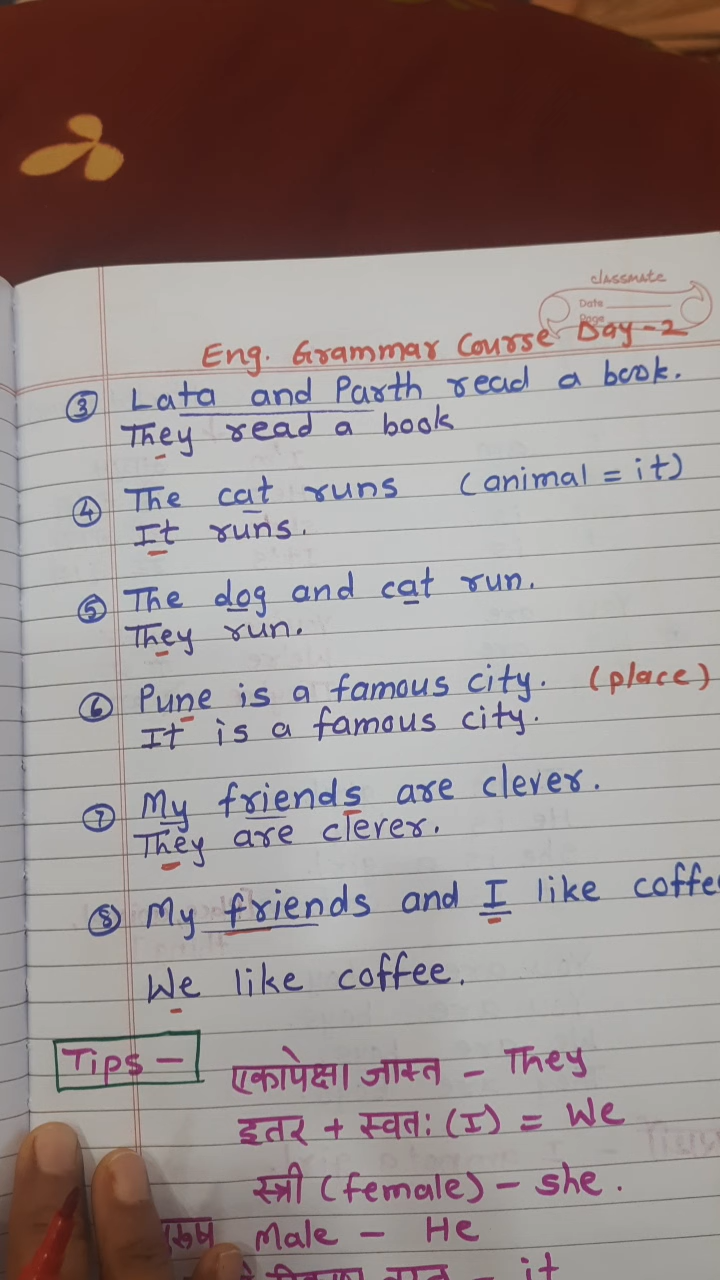 classmate
Date
Page
Eng. Grammar Course Day-2
③ Lata and Parth read a book.
They read a book
④ The cat runs (animal = it)
It runs.
⑤ The dog and cat run.
They run.
⑥ Pune is a famous city. (place)
It is a famous city.
⑦ My friends are clever.
They are clever.
⑧ My friends and I like coffe
We like coffee.
Tips - एकापेक्षा जास्त - They
इतर + स्वतः (I) = We
स्त्री (female) - she.
Male - He
- it